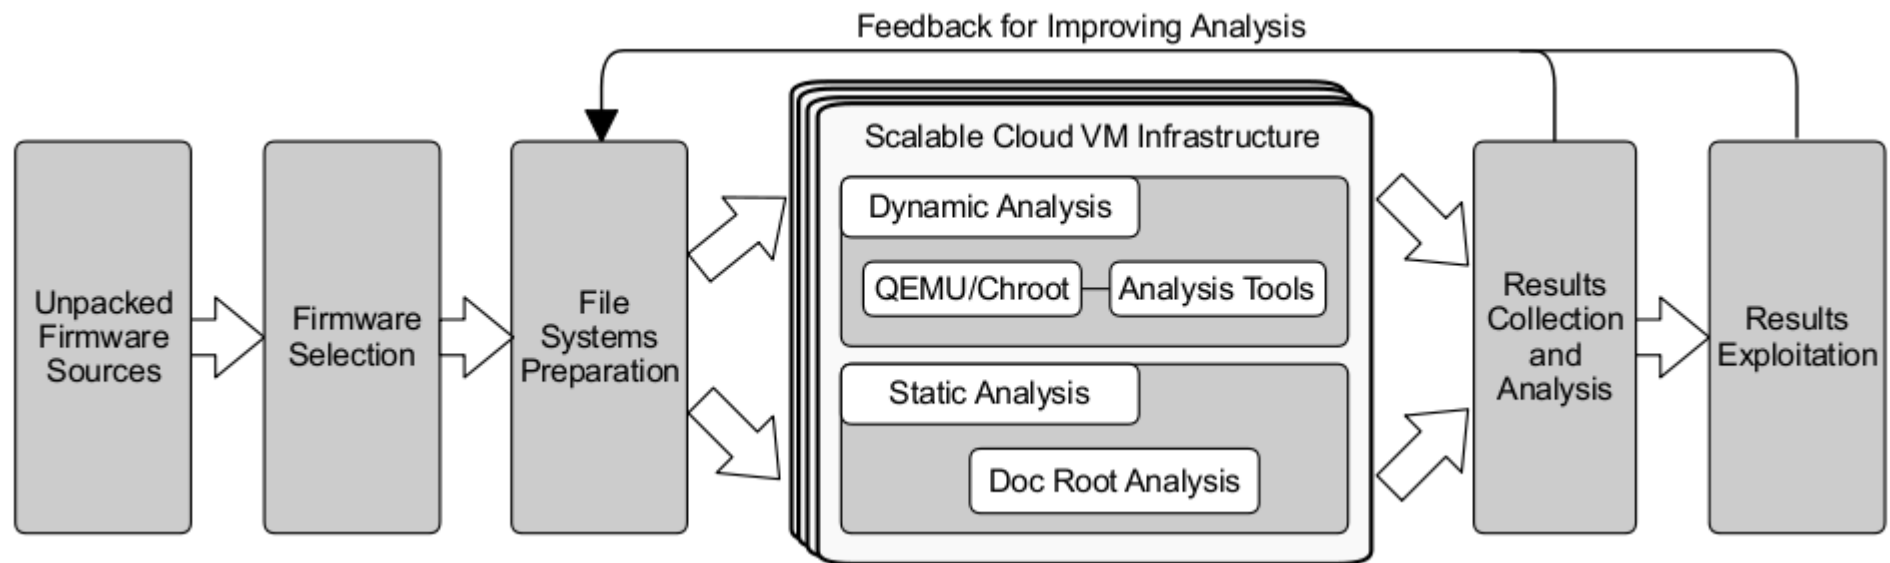 Feedback for Improving Analysis
Unpacked
Firmware
Sources
Firmware
Selection
File
Systems
Preparation
Scalable Cloud VM Infrastructure
Dynamic Analysis
QEMU/Chroot
Analysis Tools
Static Analysis
Doc Root Analysis
Results
Collection
and
Analysis
Results
Exploitation